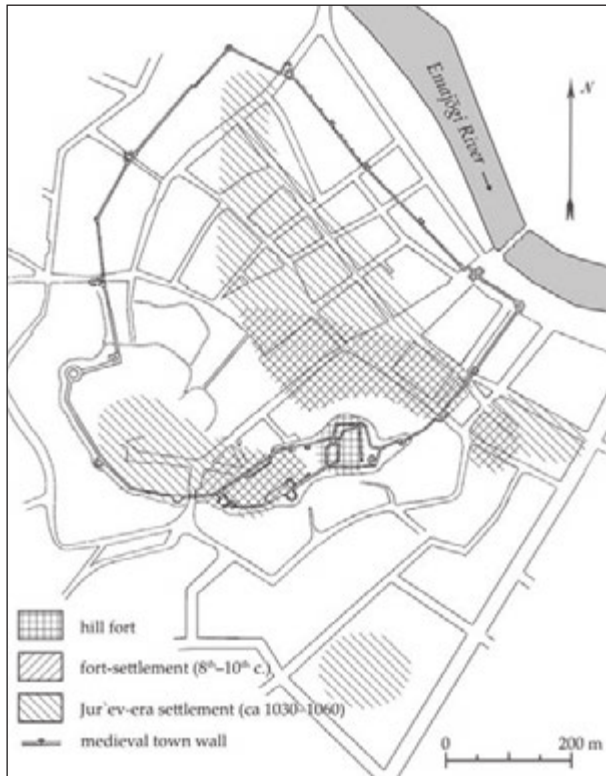 Emajõgi River →
N
hill fort
fort-settlement (8th–10th c.)
Jur`ev-era settlement (ca 1030–1060)
medieval town wall
0 200 m